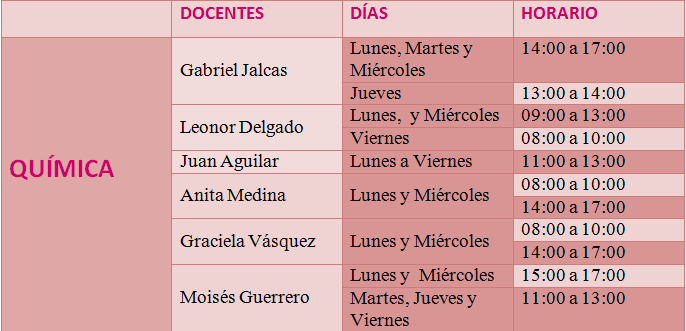 DOCENTES DÍAS HORARIO
QUÍMICA
Gabriel Jalcas
Lunes, Martes y
Miércoles
14:00 a 17:00
Jueves
13:00 a 14:00
Leonor Delgado
Lunes,  y Miércoles
09:00 a 13:00
Viernes
08:00 a 10:00
Juan Aguilar
Lunes a Viernes
11:00 a 13:00
Anita Medina
Lunes y Miércoles
08:00 a 10:00
14:00 a 17:00
Graciela Vásquez
Lunes y Miércoles
08:00 a 10:00
14:00 a 17:00
Moisés Guerrero
Lunes y  Miércoles
15:00 a 17:00
Martes, Jueves y
Viernes
11:00 a 13:00